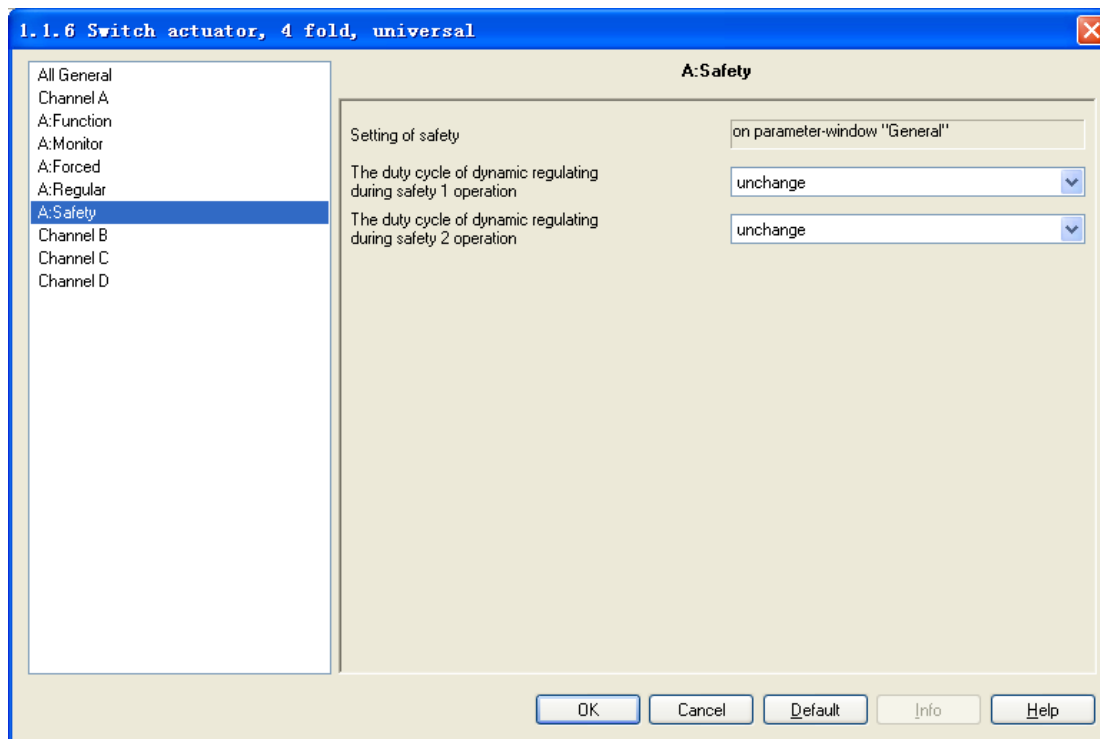 1.1.6 Switch actuator, 4 fold, universal
All General
Channel A
A:Function
A:Monitor
A:Forced
A:Regular
A:Safety
Channel B
Channel C
Channel D
A:Safety
Setting of safety
on parameter-window "General"
The duty cycle of dynamic regulating
during safety 1 operation
unchange
The duty cycle of dynamic regulating
during safety 2 operation
unchange
OK
Cancel
Default
Info
Help